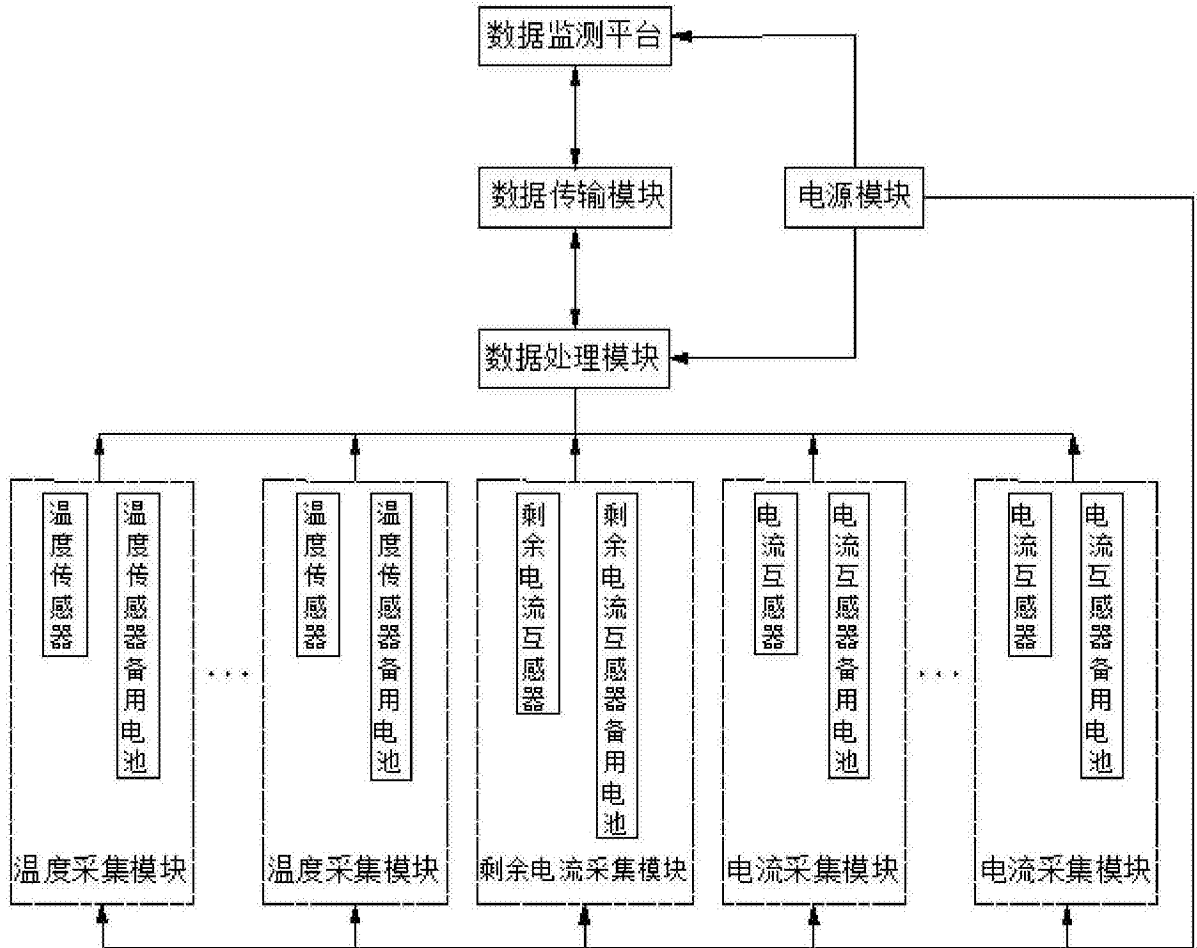 数据监测平台
数据传输模块
电源模块
数据处理模块
温度传感器
温度传感器备用电池
温度采集模块
...
温度传感器
温度传感器备用电池
温度采集模块
剩余电流互感器
剩余电流互感器备用电池
剩余电流采集模块
电流互感器
电流互感器备用电池
电流采集模块
...
电流互感器
电流互感器备用电池
电流采集模块